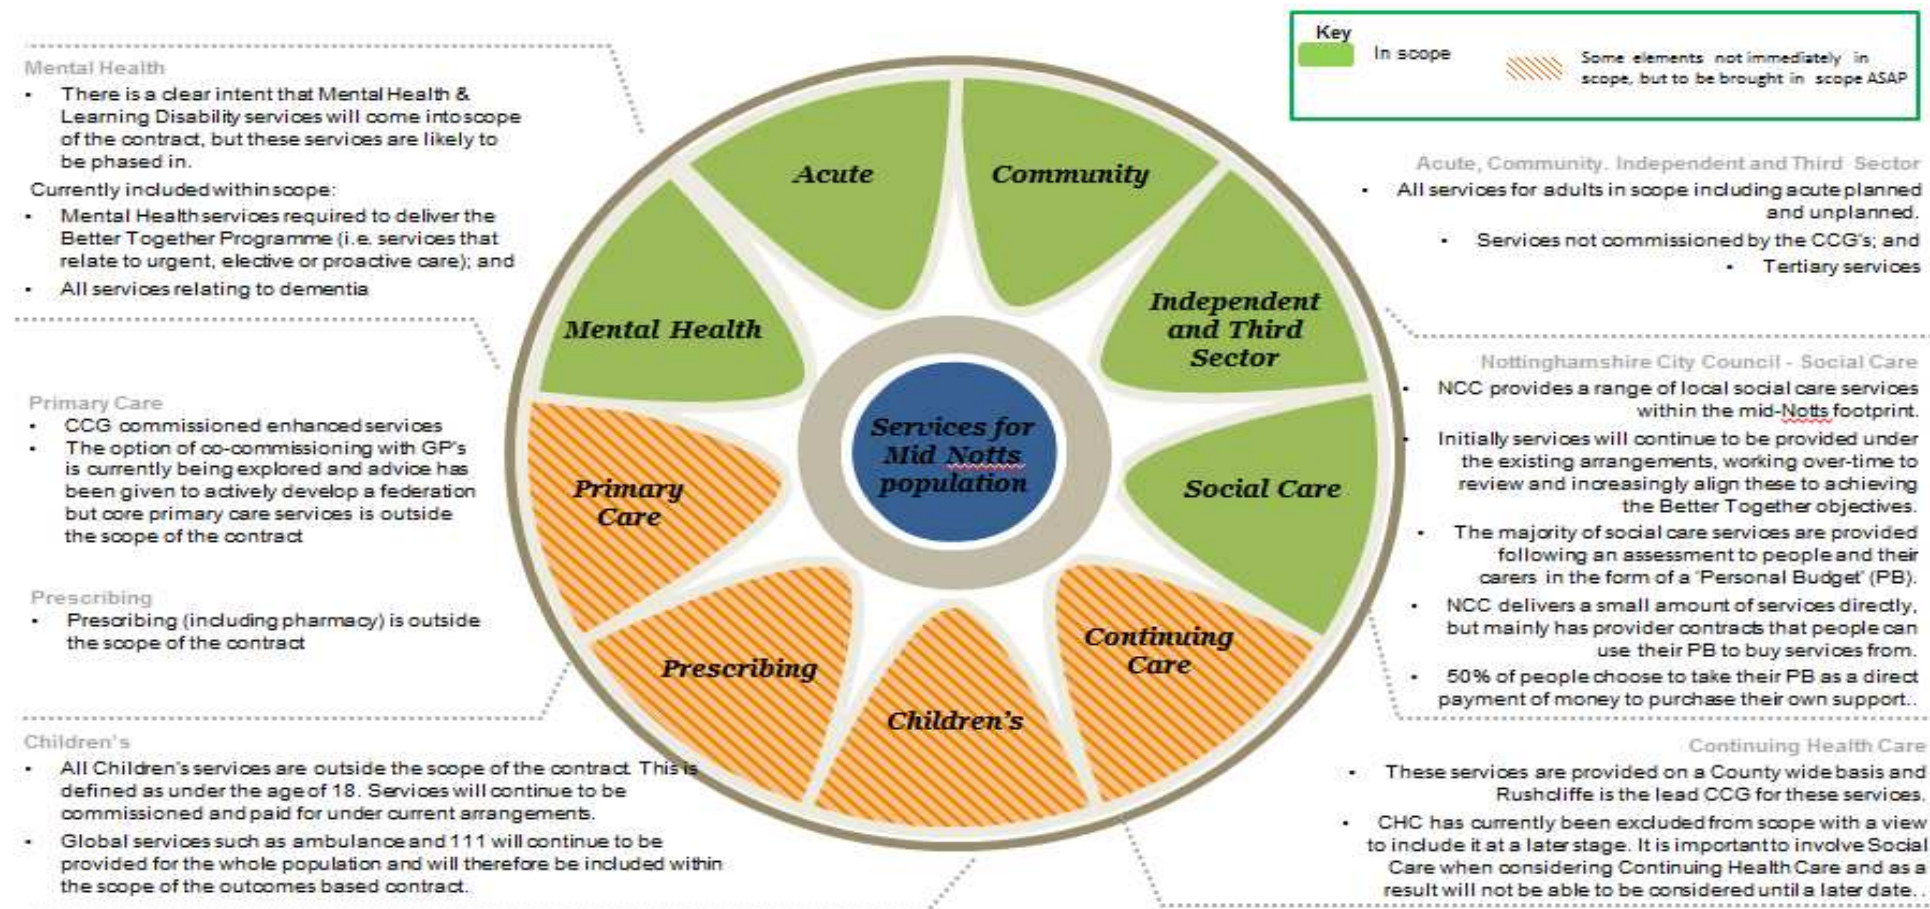 Mental Health
• There is a clear intent that Mental Health &
Learning Disability services will come into scope
of the contract, but these services are likely to
be phased in.
Currently included within scope:
• Mental Health services required to deliver the
Better Together Programme (i.e. services that
relate to urgent, elective or proactive care); and
• All services relating to dementia
Primary Care
• CCG commissioned enhanced services
• The option of co-commissioning with GP's
is currently being explored and advice has
been given to actively develop a federation
but core primary care services is outside
the scope of the contract
Prescribing
• Prescribing (including pharmacy) is outside
the scope of the contract
Children's
• All Children's services are outside the scope of the contract. This is
defined as under the age of 18. Services will continue to be
commissioned and paid for under current arrangements.
• Global services such as ambulance and 111 will continue to be
provided for the whole population and will therefore be included within
the scope of the outcomes based contract.
Acute
Community
Independent
and Third
Sector
Social Care
Continuing
Care
Children's
Prescribing
Primary
Care
Mental Health
Services for
Mid Notts
population
Key
In scope
Some elements not immediately in
scope, but to be brought in scope ASAP
Acute, Community. Independent and Third Sector
• All services for adults in scope including acute planned
and unplanned.
• Services not commissioned by the CCG's; and
• Tertiary services
Nottinghamshire City Council - Social Care
• NCC provides a range of local social care services
within the mid-Notts footprint.
• Initially services will continue to be provided under
the existing arrangements, working over-time to
review and increasingly align these to achieving
the Better Together objectives.
• The majority of social care services are provided
following an assessment to people and their
carers in the form of a 'Personal Budget' (PB).
• NCC delivers a small amount of services directly,
but mainly has provider contracts that people can
use their PB to buy services from.
• 50% of people choose to take their PB as a direct
payment of money to purchase their own support..
Continuing Health Care
• These services are provided on a County wide basis and
Rushcliffe is the lead CCG for these services.
• CHC has currently been excluded from scope with a view
to include it at a later stage. It is important to involve Social
Care when considering Continuing Health Care and as a
result will not be able to be considered until a later date. .